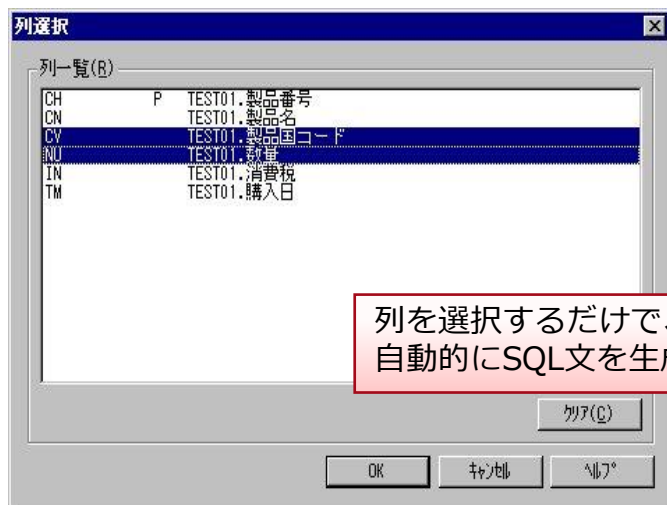 列選択
列一覧(R)
CH P TEST01.製品番号
CN TEST01.製品名
CV TEST01.製品国コード
NU TEST01.数量
IN TEST01.消費税
TM TEST01.購入日
列を選択するだけで、
自動的にSQL文を生成
クリア(C)
OK キャンセル ヘルプ